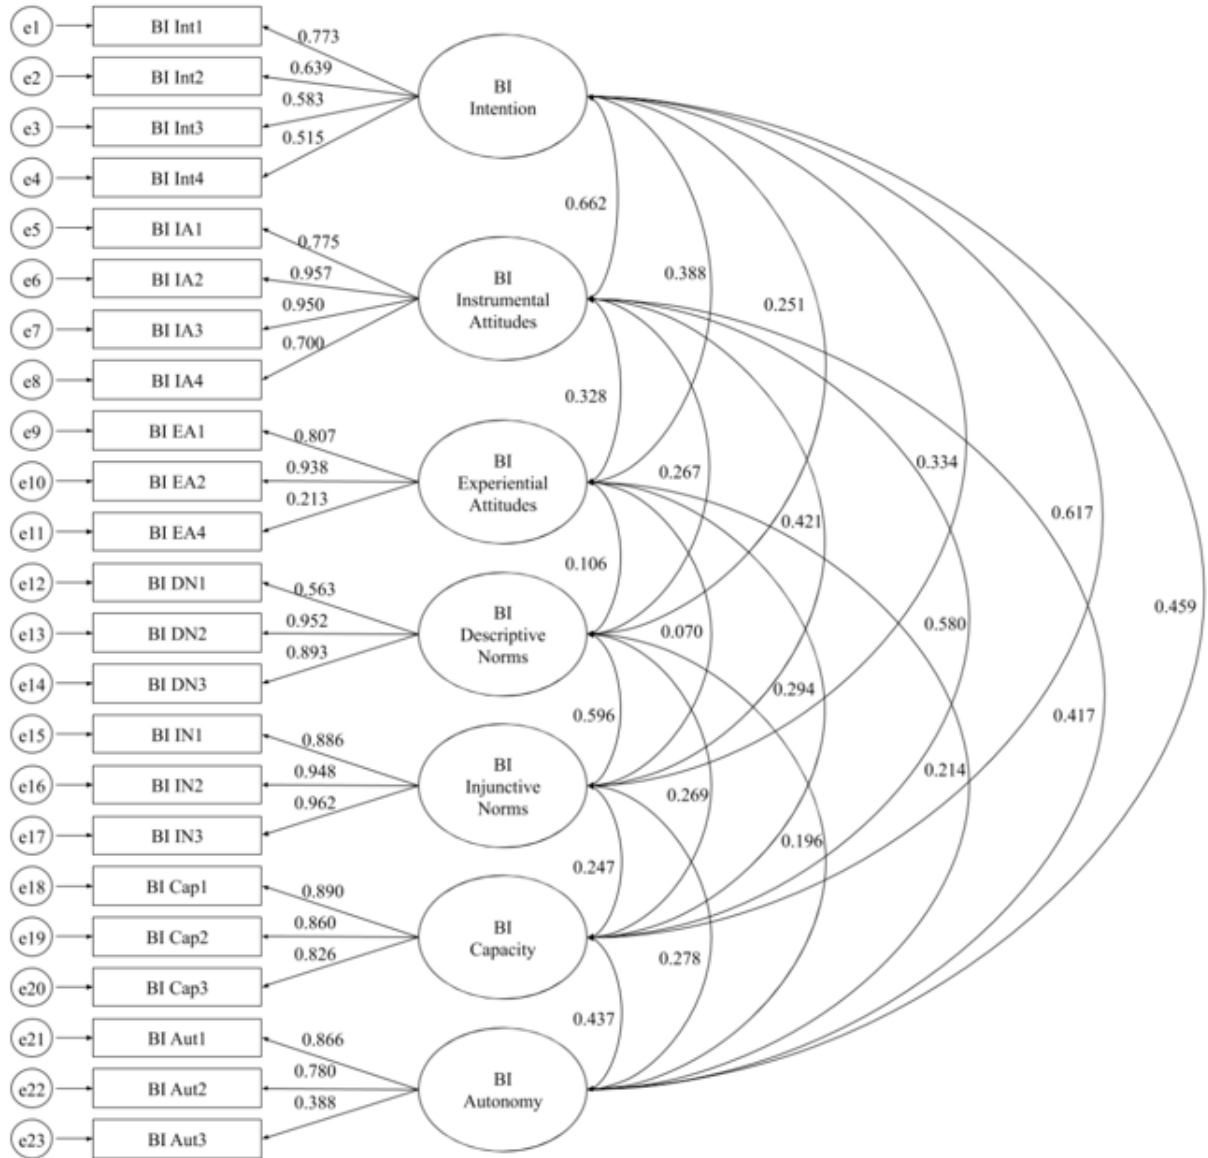 e1
BI Int1
0.773
e2
BI Int2
0.639
e3
BI Int3
0.583
e4
BI Int4
0.515
BI
Intention
e5
BI IA1
0.775
e6
BI IA2
0.957
e7
BI IA3
0.950
e8
BI IA4
0.700
BI
Instrumental
Attitudes
e9
BI EA1
0.807
e10
BI EA2
0.938
e11
BI EA4
0.213
BI
Experiential
Attitudes
e12
BI DN1
0.563
e13
BI DN2
0.952
e14
BI DN3
0.893
BI
Descriptive
Norms
e15
BI IN1
0.886
e16
BI IN2
0.948
e17
BI IN3
0.962
BI
Injunctive
Norms
e18
BI Cap1
0.890
e19
BI Cap2
0.860
e20
BI Cap3
0.826
BI
Capacity
e21
BI Aut1
0.866
e22
BI Aut2
0.780
e23
BI Aut3
0.388
BI
Autonomy
0.662
0.388
0.251
0.328
0.334
0.267
0.617
0.421
0.106
0.459
0.580
0.070
0.294
0.596
0.417
0.214
0.269
0.196
0.247
0.278
0.437